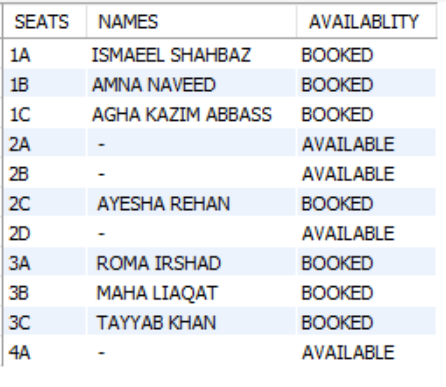 SEATS NAMES AVAILABLITY
1A ISMAEEL SHAHBAZ BOOKED
1B AMNA NAVEED BOOKED
1C AGHA KAZIM ABBASS BOOKED
2A - AVAILABLE
2B - AVAILABLE
2C AYESHA REHAN BOOKED
2D - AVAILABLE
3A ROMA IRSHAD BOOKED
3B MAHA LIAQAT BOOKED
3C TAYYAB KHAN BOOKED
4A - AVAILABLE